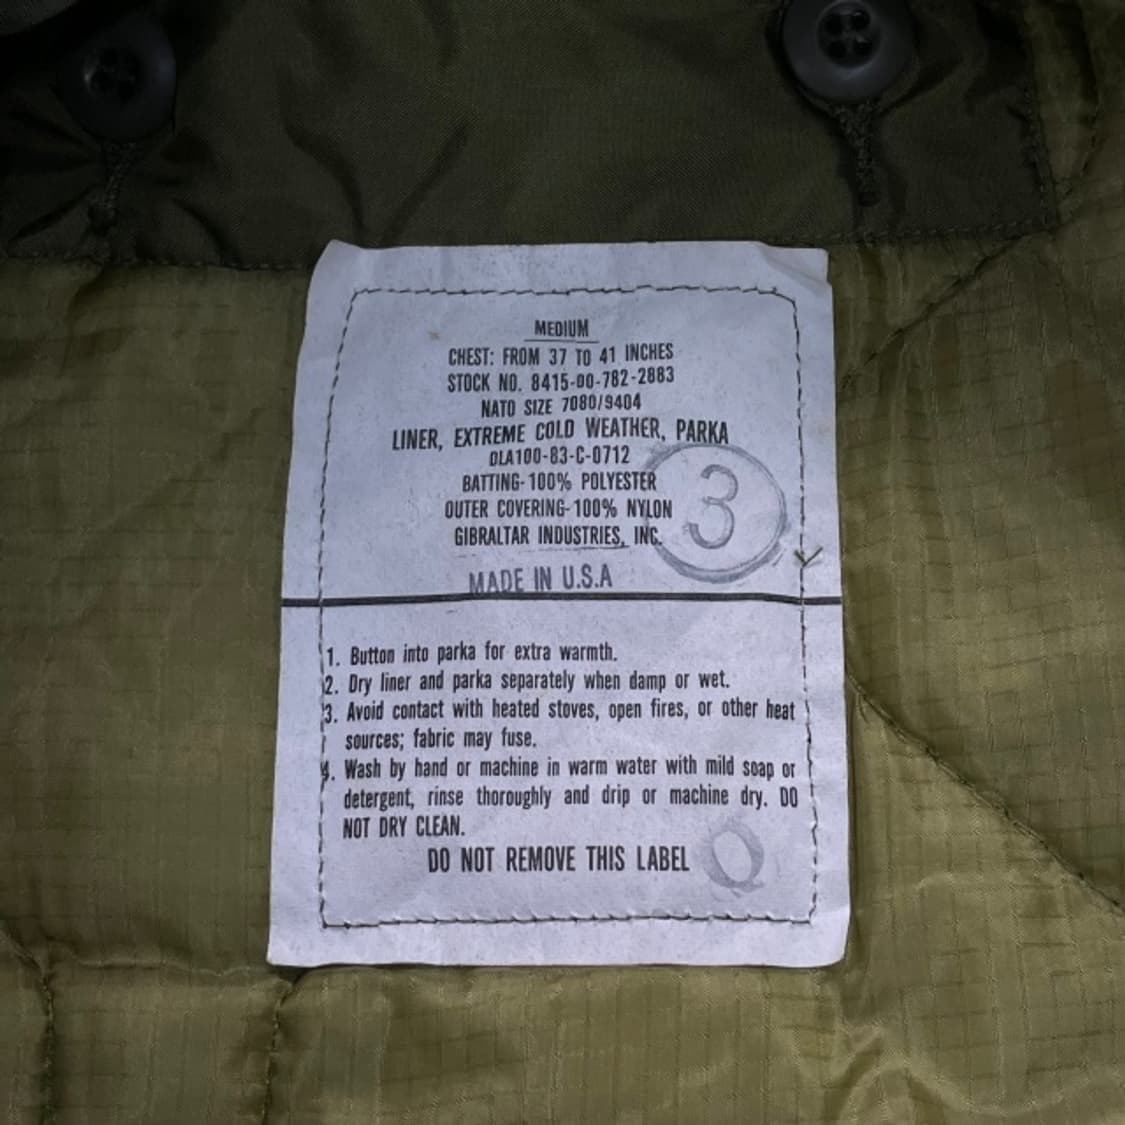 MEDIUM
CHEST: FROM 37 TO 41 INCHES
STOCK NO. 8415-00-782-2883
NATO SIZE 7080/9404
LINER, EXTREME COLD WEATHER, PARKA
DLA100-83-C-0712
BATTING-100% POLYESTER
OUTER COVERING-100% NYLON
GIBRALTAR INDUSTRIES, INC.
3
MADE IN U.S.A
1. Button into parka for extra warmth.
2. Dry liner and parka separately when damp or wet.
3. Avoid contact with heated stoves, open fires, or other heat
sources; fabric may fuse.
4. Wash by hand or machine in warm water with mild soap or
detergent, rinse thoroughly and drip or machine dry. DO
NOT DRY CLEAN.
DO NOT REMOVE THIS LABEL
Q